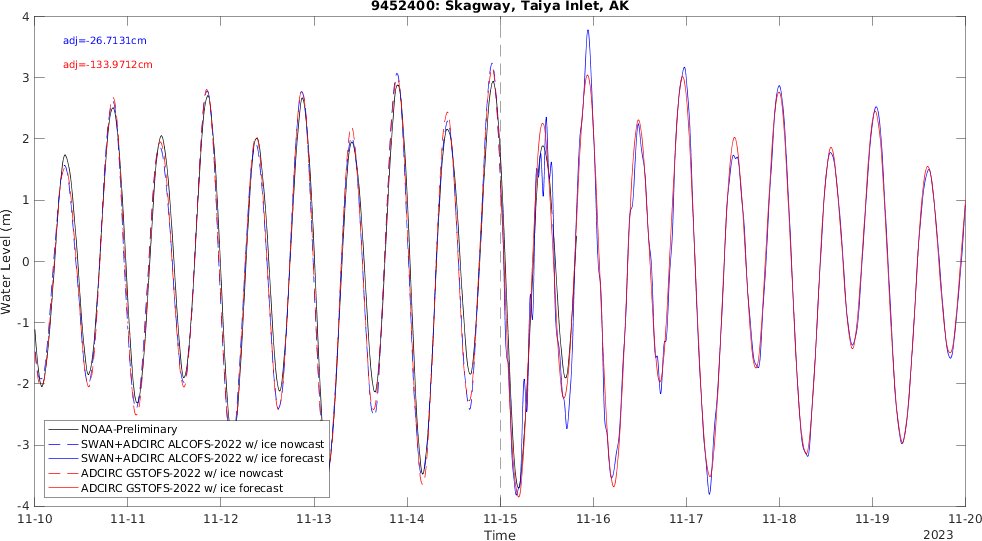 9452400: Skagway, Taiya Inlet, AK
4
adj=-26.7131cm
adj=-133.9712cm
3
2
1
0
-1
-2
-3
-4
Water Level (m)
NOAA-Preliminary
SWAN+ADCIRC ALCOFS-2022 w/ ice nowcast
SWAN+ADCIRC ALCOFS-2022 w/ ice forecast
ADCIRC GSTOFS-2022 w/ ice nowcast
ADCIRC GSTOFS-2022 w/ ice forecast
11-10 11-11 11-12 11-13 11-14 11-15 11-16 11-17 11-18 11-19 11-20
Time
2023